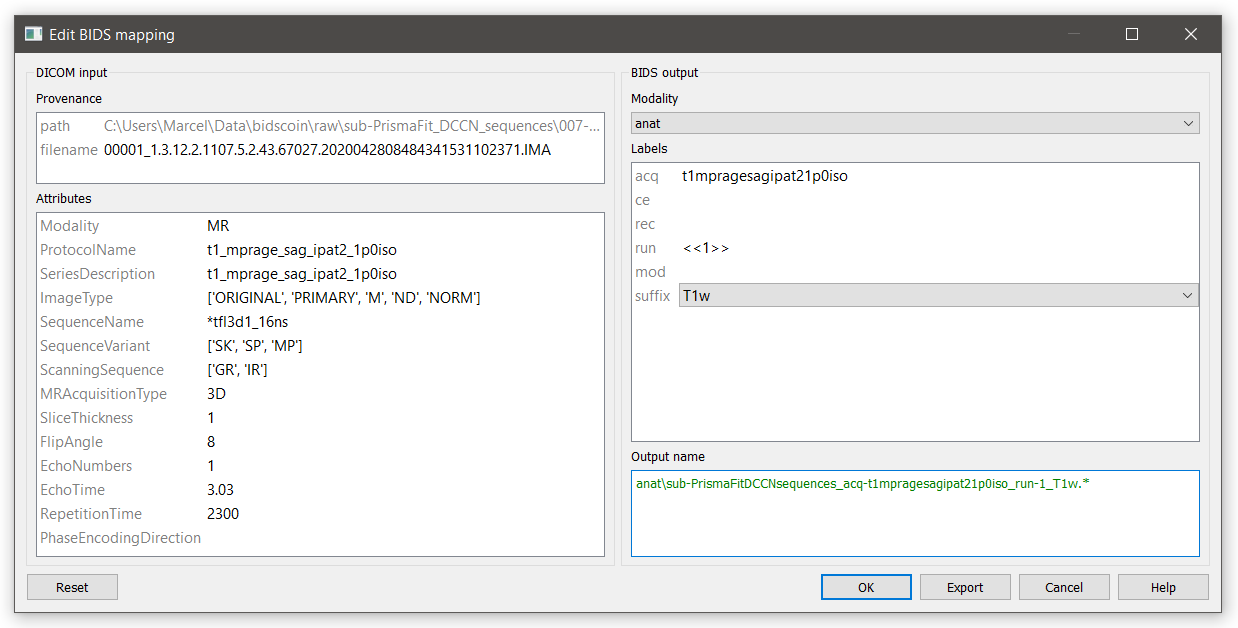 Edit BIDS mapping
DICOM input
Provenance
path C:\Users\Marcel\Data\bidscoin\raw\sub-PrismaFit_DCCN_sequences\007-...
filename 00001_1.3.12.2.1107.5.2.43.67027.2020042808484341531102371.IMA
Attributes
Modality MR
ProtocolName t1_mprage_sag_ipat2_1p0iso
SeriesDescription t1_mprage_sag_ipat2_1p0iso
ImageType ['ORIGINAL', 'PRIMARY', 'M', 'ND', 'NORM']
SequenceName *tfl3d1_16ns
SequenceVariant ['SK', 'SP', 'MP']
ScanningSequence ['GR', 'IR']
MRAcquisitionType 3D
SliceThickness 1
FlipAngle 8
EchoNumbers 1
EchoTime 3.03
RepetitionTime 2300
PhaseEncodingDirection
BIDS output
Modality
anat
Labels
acq t1mpragesagipat21p0iso
ce
rec
run <<1>>
mod
suffix T1w
Output name
anat\sub-PrismaFitDCCNsequences_acq-t1mpragesagipat21p0iso_run-1_T1w.*
Reset OK Export Cancel Help